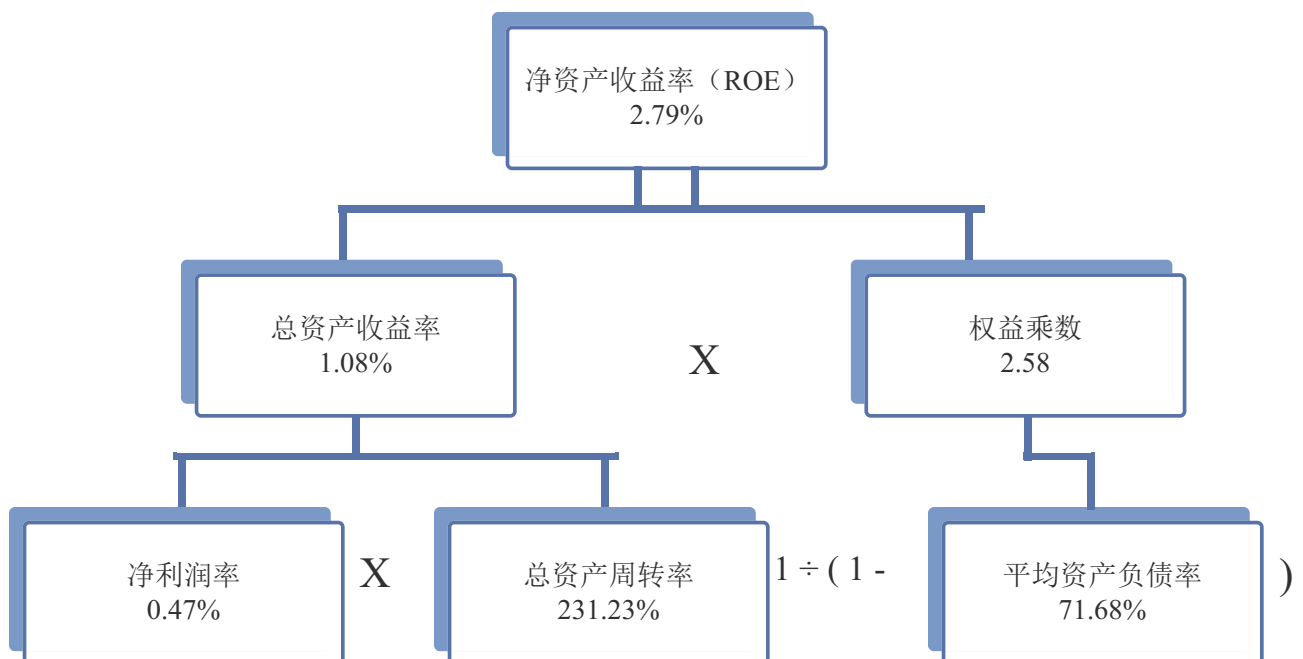 净资产收益率（ROE）
2.79%
总资产收益率
1.08%
X
权益乘数
2.58
净利润率
0.47%
X
总资产周转率
231.23%
1 ÷ ( 1 -
平均资产负债率
71.68%
)